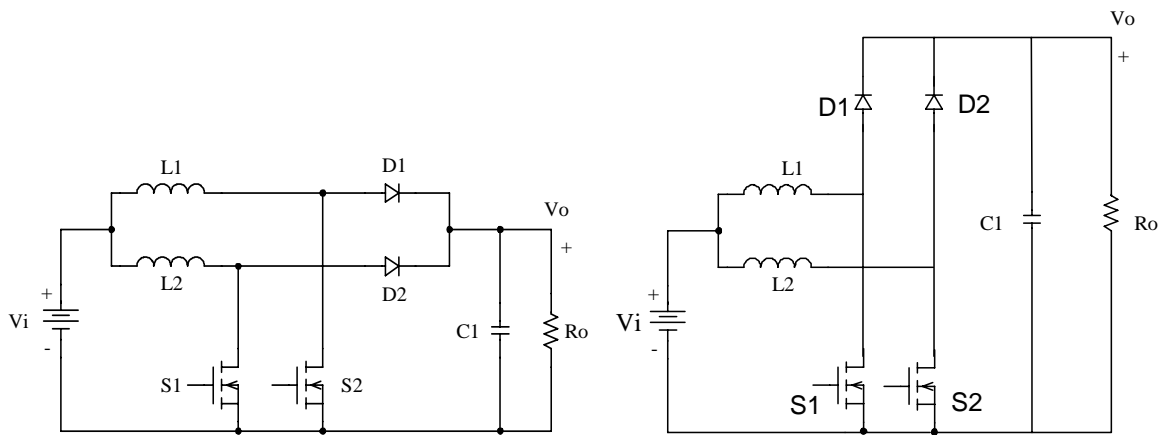 L1
D1
Vo
+
L2
D2
+
Vi
-
C1
Ro
S1
S2
Vo
+
D1
D2
L1
C1
Ro
L2
+
Vi
-
S1
S2